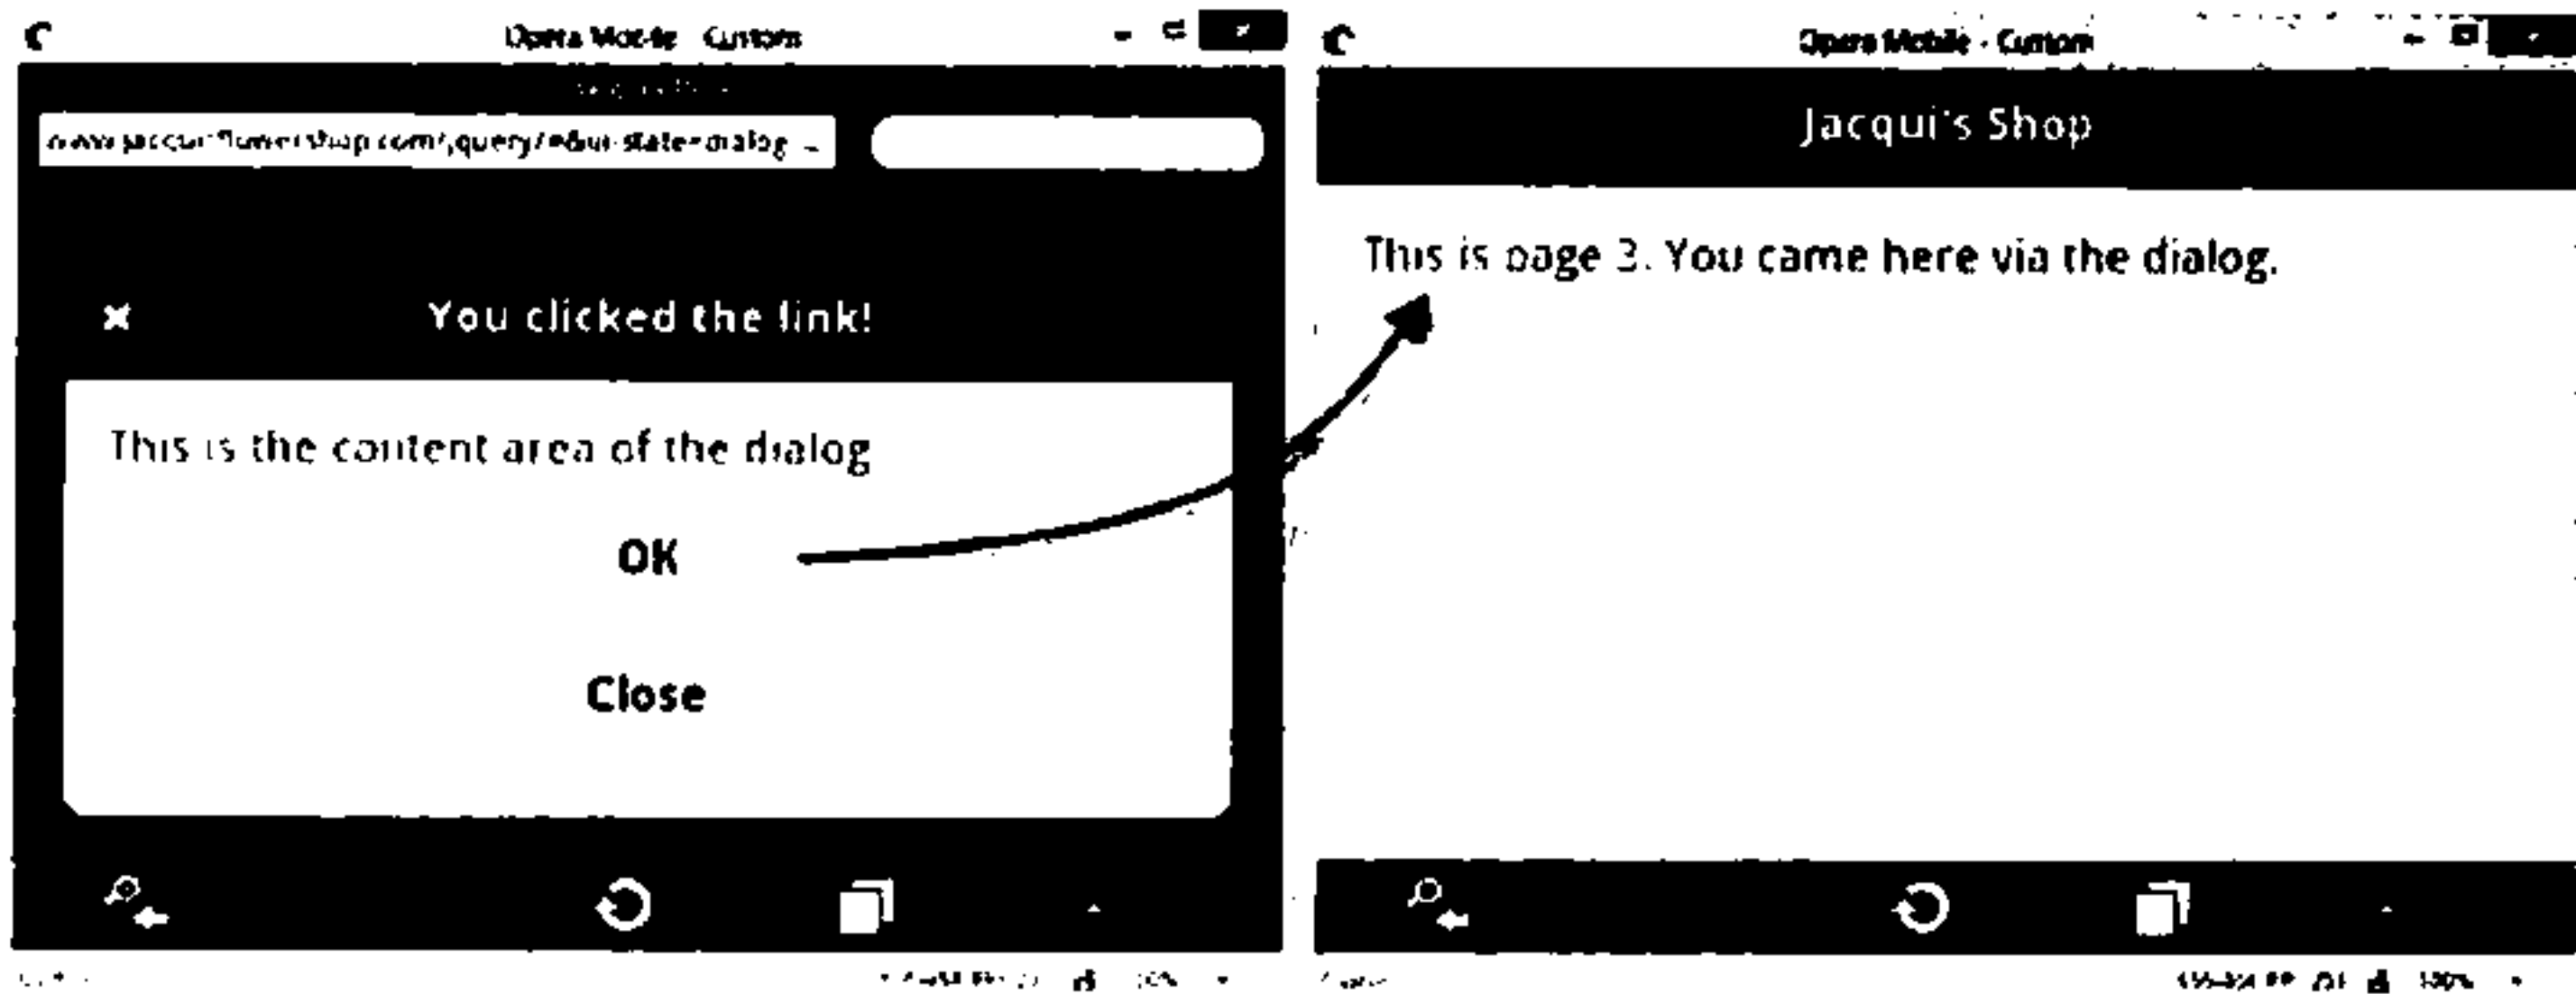 Opera Mobile - Custom
You clicked the link!
This is the content area of the dialog
OK
Close
Opera Mobile - Custom
Jacqui's Shop
This is page 3. You came here via the dialog.
100%